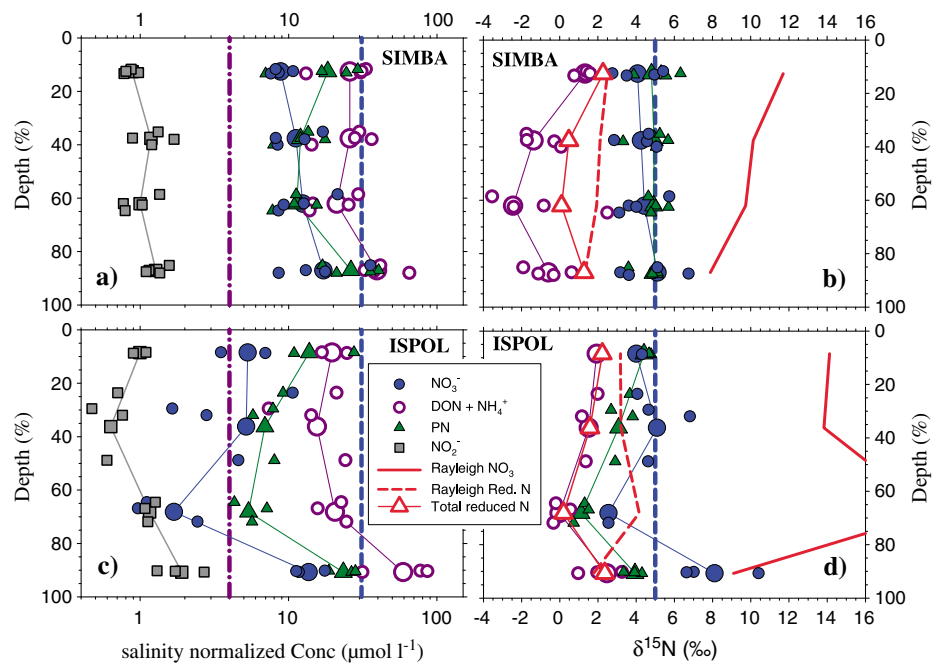 1 10 100
-4 -2 0 2 4 6 8 10 12 14 16
0
20
40
60
80
100
Depth (%)
SIMBA
a)
SIMBA
b)
0
20
40
60
80
100
Depth (%)
0
20
40
60
80
100
Depth (%)
ISPOL
c)
ISPOL
d)
0
20
40
60
80
100
Depth (%)
NO₃⁻
DON + NH₄⁺
PN
NO₂⁻
Rayleigh NO₃
Rayleigh Red. N
Total reduced N
1 10 100
-4 -2 0 2 4 6 8 10 12 14 16
salinity normalized Conc (μmol l⁻¹)
δ¹⁵N (‰)